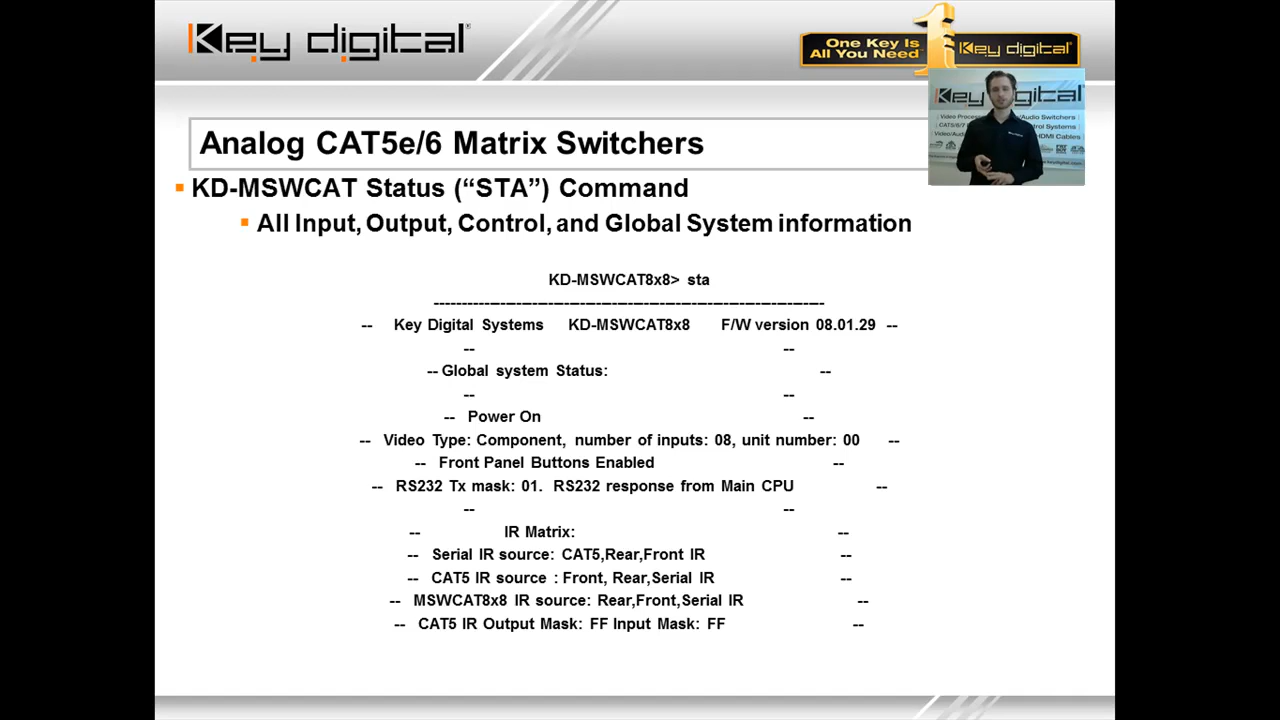 Key digital®
One Key Is
All You Need™
1
Key digital®
Key digital
Analog CAT5e/6 Matrix Switchers
KD-MSWCAT Status (“STA”) Command
All Input, Output, Control, and Global System information
KD-MSWCAT8x8> sta
----------------------------------------------------------------------
-- Key Digital Systems KD-MSWCAT8x8 F/W version 08.01.29 --
-- --
-- Global system Status: --
-- --
-- Power On --
-- Video Type: Component, number of inputs: 08, unit number: 00 --
-- Front Panel Buttons Enabled --
-- RS232 Tx mask: 01. RS232 response from Main CPU --
-- --
-- IR Matrix: --
-- Serial IR source: CAT5,Rear,Front IR --
-- CAT5 IR source : Front, Rear,Serial IR --
-- MSWCAT8x8 IR source: Rear,Front,Serial IR --
-- CAT5 IR Output Mask: FF Input Mask: FF --